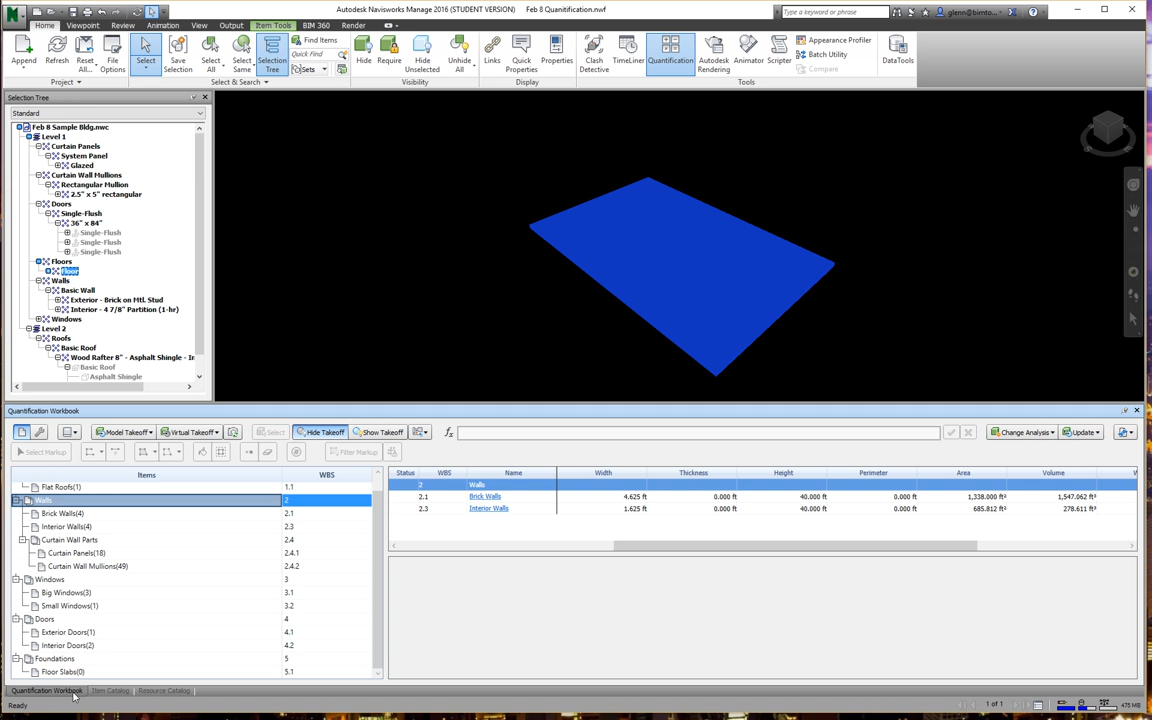 Autodesk Navisworks Manage 2016 (STUDENT VERSION) Feb 8 Quanitification.nwf
Type a keyword or phrase
glenn@bimto...
Home Viewpoint Review Animation View Output Item Tools BIM 360 Render
Append Refresh Reset All... File Options Select Save Selection Select All Select Same Selection Tree Find Items Quick Find Sets Hide Require Hide Unselected Unhide All Links Quick Properties Properties Clash Detective TimeLiner Quantification Autodesk Rendering Animator Scripter Appearance Profiler Batch Utility Compare DataTools
Project Select & Search Visibility Display Tools
Selection Tree
Standard
Feb 8 Sample Bldg.nwc
Level 1
Curtain Panels
System Panel
Glazed
Curtain Wall Mullions
Rectangular Mullion
2.5" x 5" rectangular
Doors
Single-Flush
36" x 84"
Single-Flush
Single-Flush
Single-Flush
Floors
Floor
Walls
Basic Wall
Exterior - Brick on Mtl. Stud
Interior - 4 7/8" Partition (1-hr)
Windows
Level 2
Roofs
Basic Roof
Wood Rafter 8" - Asphalt Shingle - In
Basic Roof
Asphalt Shingle
Quantification Workbook
Model Takeoff Virtual Takeoff Select Hide Takeoff Show Takeoff fx Change Analysis Update
Select Markup Filter Markup
Items WBS
Flat Roofs(1) 1.1
Walls 2
Brick Walls(4) 2.1
Interior Walls(4) 2.3
Curtain Wall Parts 2.4
Curtain Panels(18) 2.4.1
Curtain Wall Mullions(49) 2.4.2
Windows 3
Big Windows(3) 3.1
Small Windows(1) 3.2
Doors 4
Exterior Doors(1) 4.1
Interior Doors(2) 4.2
Foundations 5
Floor Slabs(0) 5.1
Status WBS Name Width Thickness Height Perimeter Area Volume W
2 Walls
2.1 Brick Walls 4.625 ft 0.000 ft 40.000 ft 0.000 ft 1,338.000 ft² 1,547.062 ft³
2.3 Interior Walls 1.625 ft 0.000 ft 40.000 ft 0.000 ft 685.812 ft² 278.611 ft³
Quantification Workbook Item Catalog Resource Catalog
Ready 1 of 1 475 MB